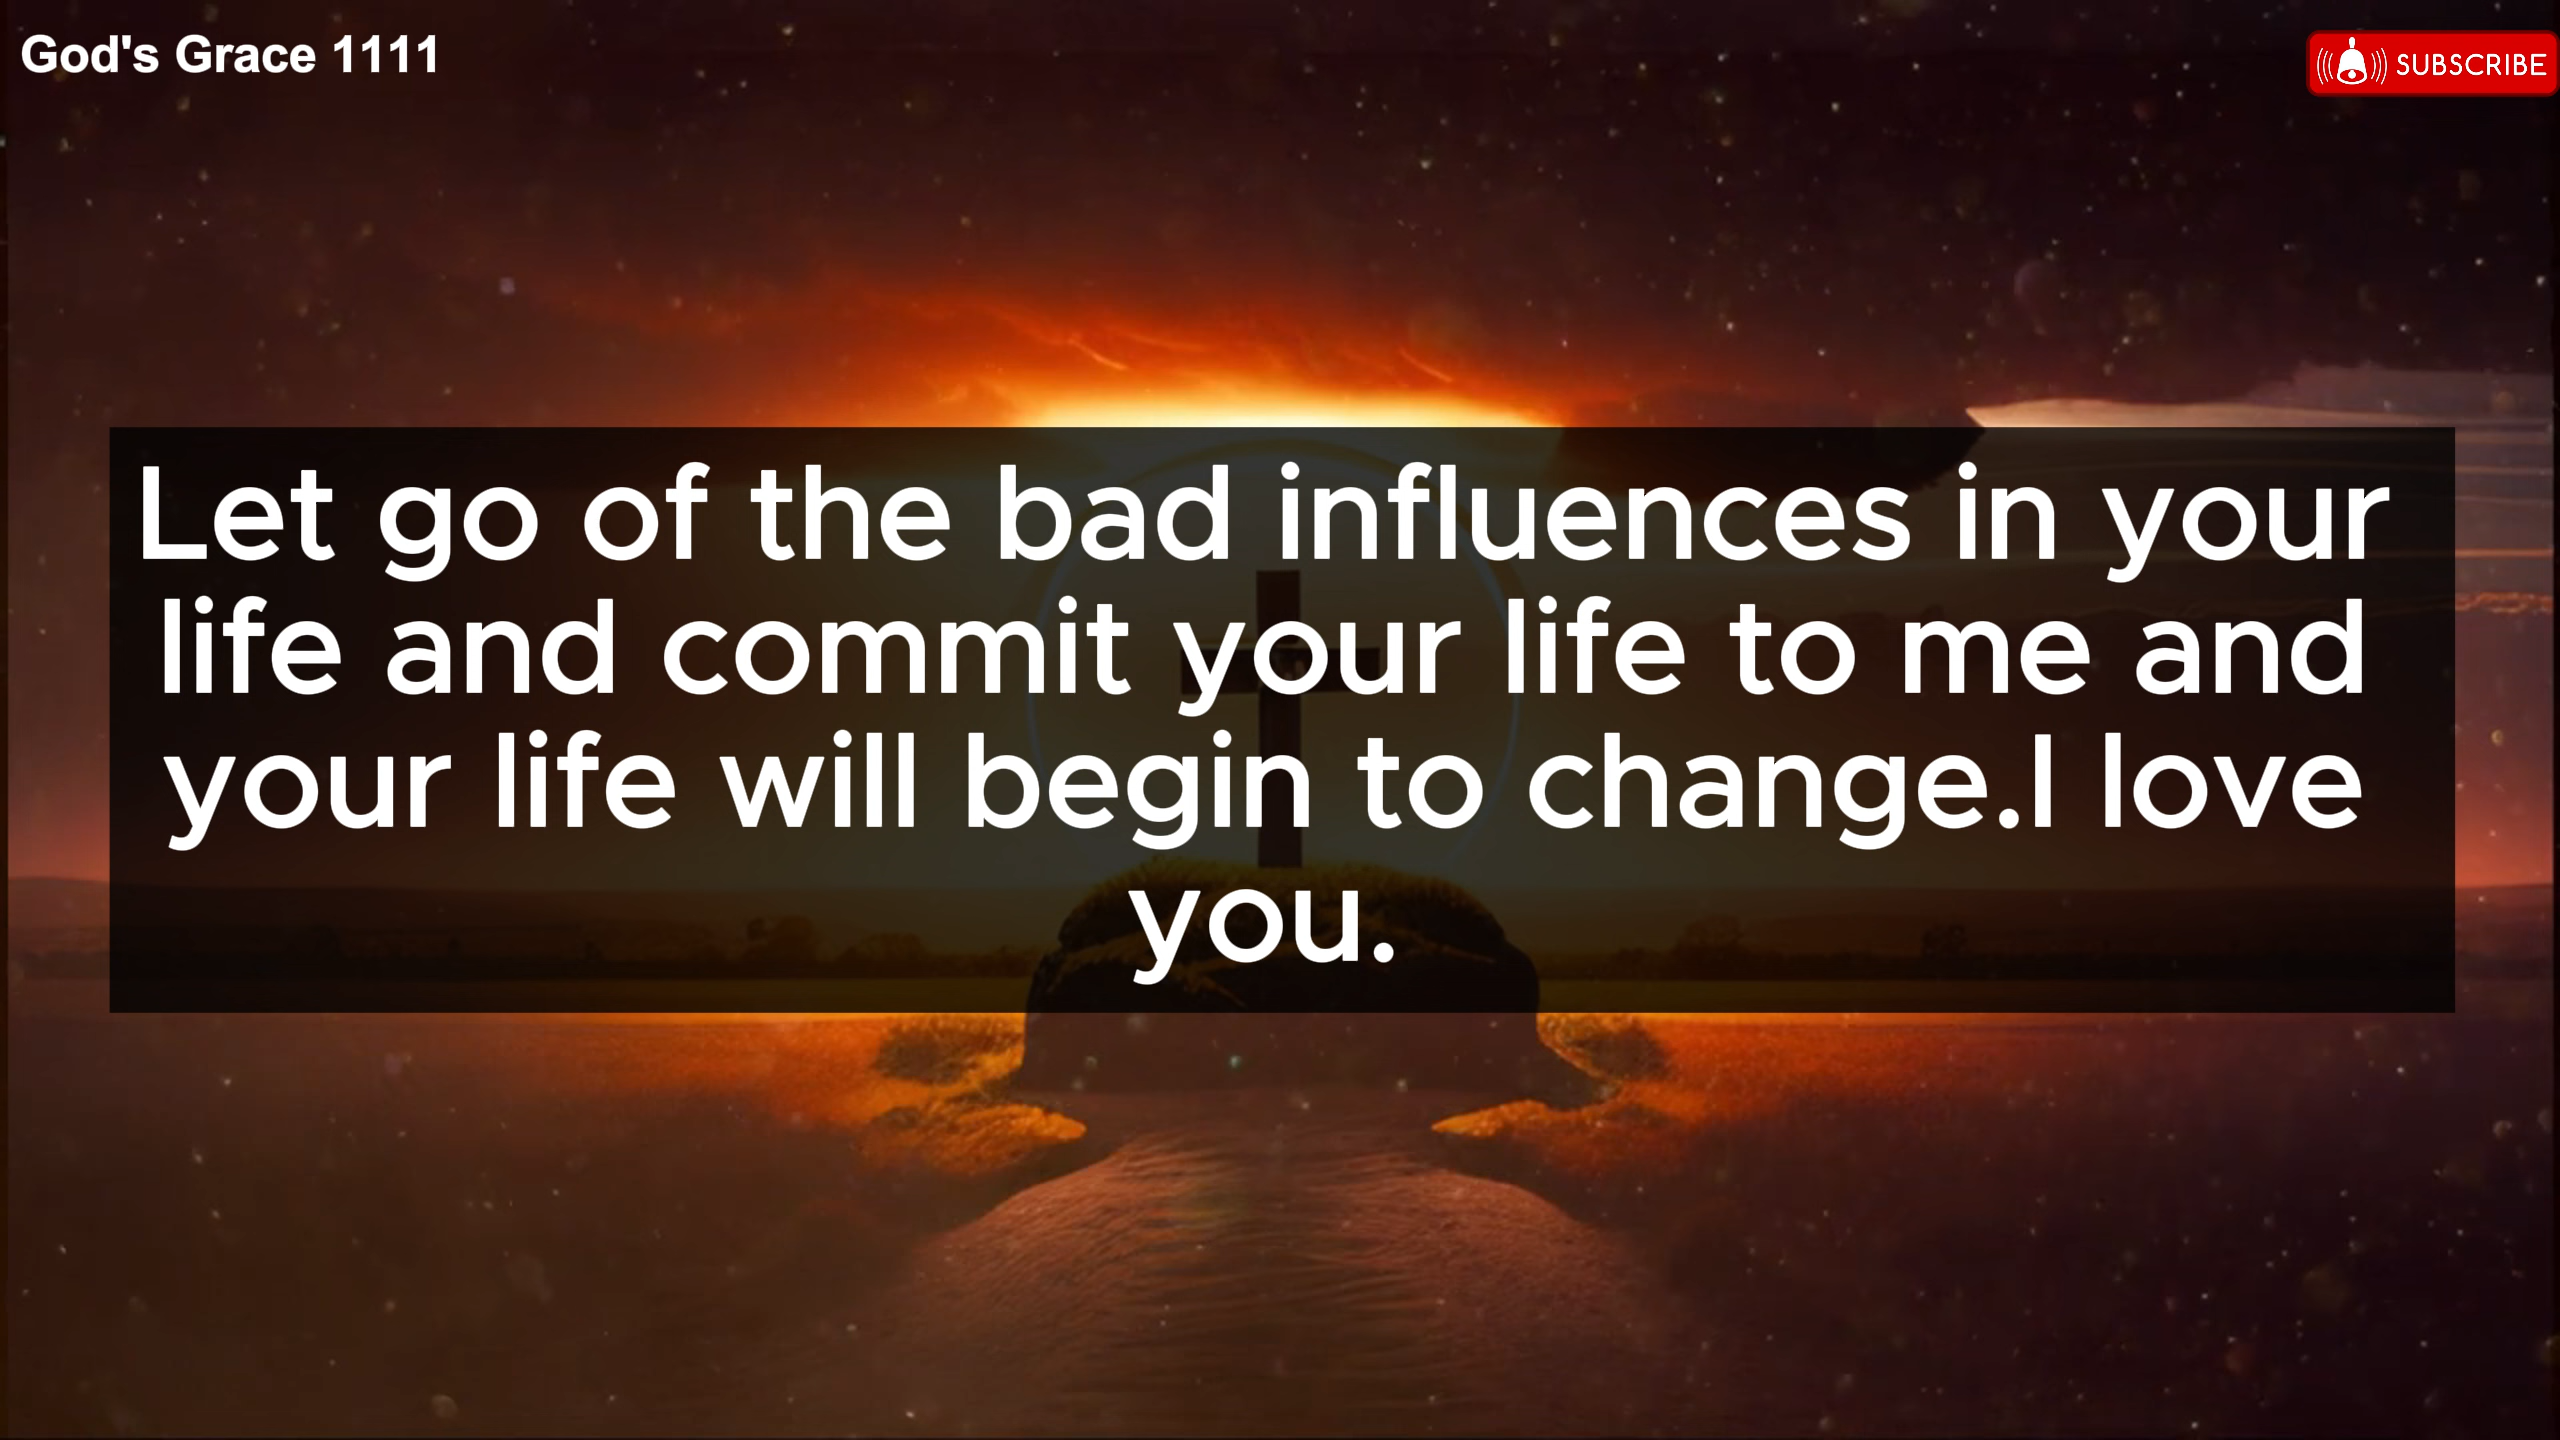 God's Grace 1111
SUBSCRIBE
Let go of the bad influences in your
life and commit your life to me and
your life will begin to change.I love
you.